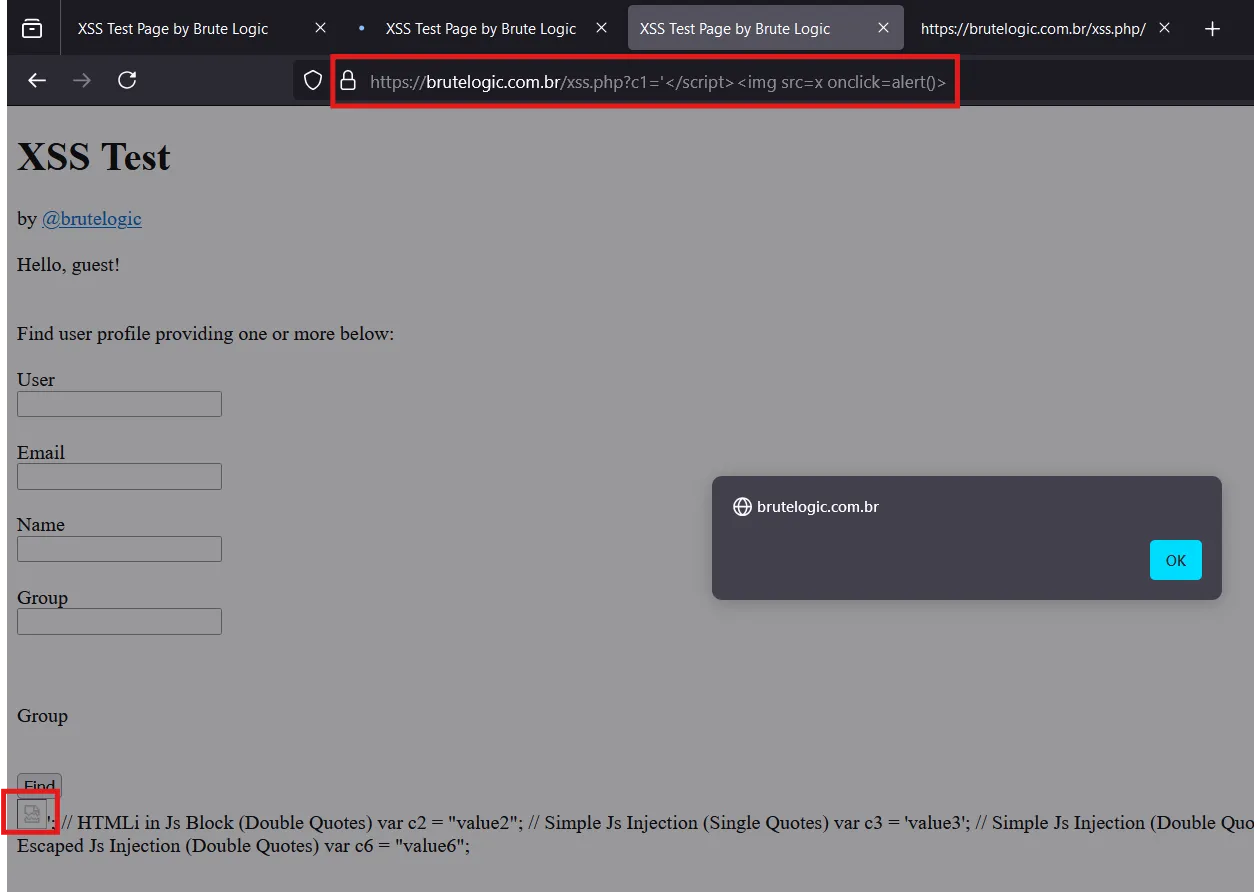 XSS Test Page by Brute Logic
XSS Test Page by Brute Logic
XSS Test Page by Brute Logic
https://brutelogic.com.br/xss.php/
https://brutelogic.com.br/xss.php?c1='</script><img src=x onclick=alert()>
XSS Test
by @brutelogic
Hello, guest!
Find user profile providing one or more below:
User
Email
Name
Group
brutelogic.com.br
OK
Group
Find
'; // HTMLi in Js Block (Double Quotes) var c2 = "value2"; // Simple Js Injection (Single Quotes) var c3 = 'value3'; // Simple Js Injection (Double Quo
Escaped Js Injection (Double Quotes) var c6 = "value6";